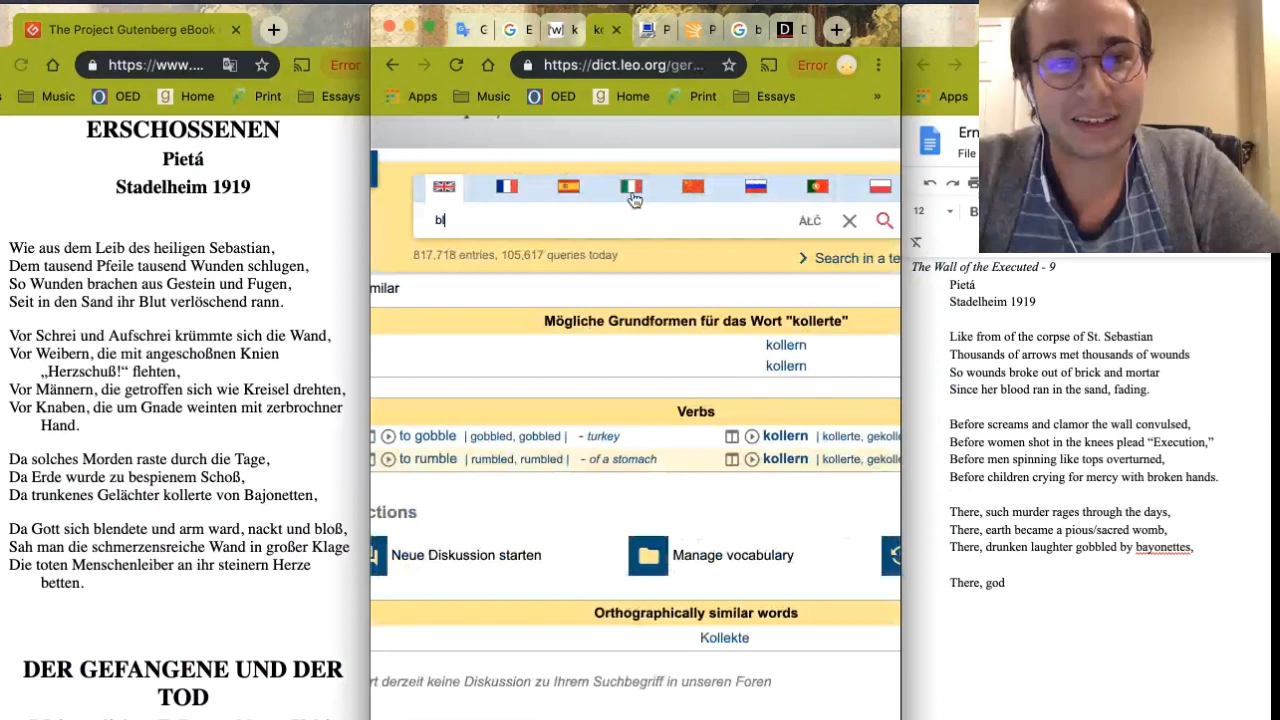 The Project Gutenberg eBook
https://www....
Error
Music
OED
Home
Print
Essays
ERSCHOSSENEN
Pietá
Stadelheim 1919
Wie aus dem Leib des heiligen Sebastian,
Dem tausend Pfeile tausend Wunden schlugen,
So Wunden brachen aus Gestein und Fugen,
Seit in den Sand ihr Blut verlöschend rann.
Vor Schrei und Aufschrei krümmte sich die Wand,
Vor Weibern, die mit angeschoßnen Knien
„Herzschuß!“ flehten,
Vor Männern, die getroffen sich wie Kreisel drehten,
Vor Knaben, die um Gnade weinten mit zerbrochner
Hand.
Da solches Morden raste durch die Tage,
Da Erde wurde zu bespienem Schoß,
Da trunkenes Gelächter kollerte von Bajonetten,
Da Gott sich blendete und arm ward, nackt und bloß,
Sah man die schmerzensreiche Wand in großer Klage
Die toten Menschenleiber an ihr steinern Herze
betten.
DER GEFANGENE UND DER
TOD
https://dict.leo.org/ger...
Error
Apps
Music
OED
Home
Print
Essays
»
bl
ÄŁČ
817,718 entries, 105,617 queries today
Search in a te
milar
Mögliche Grundformen für das Wort "kollerte"
kollern
kollern
Verbs
to gobble | gobbled, gobbled | - turkey
kollern | kollerte, gekolle
to rumble | rumbled, rumbled | - of a stomach
kollern | kollerte, gekolle
ctions
Neue Diskussion starten
Manage vocabulary
Orthographically similar words
Kollekte
rt derzeit keine Diskussion zu Ihrem Suchbegriff in unseren Foren
Apps
Ern
File
12
B
The Wall of the Executed - 9
Pietá
Stadelheim 1919
Like from of the corpse of St. Sebastian
Thousands of arrows met thousands of wounds
So wounds broke out of brick and mortar
Since her blood ran in the sand, fading.
Before screams and clamor the wall convulsed,
Before women shot in the knees plead “Execution,”
Before men spinning like tops overturned,
Before children crying for mercy with broken hands.
There, such murder rages through the days,
There, earth became a pious/sacred womb,
There, drunken laughter gobbled by bayonettes,
There, god